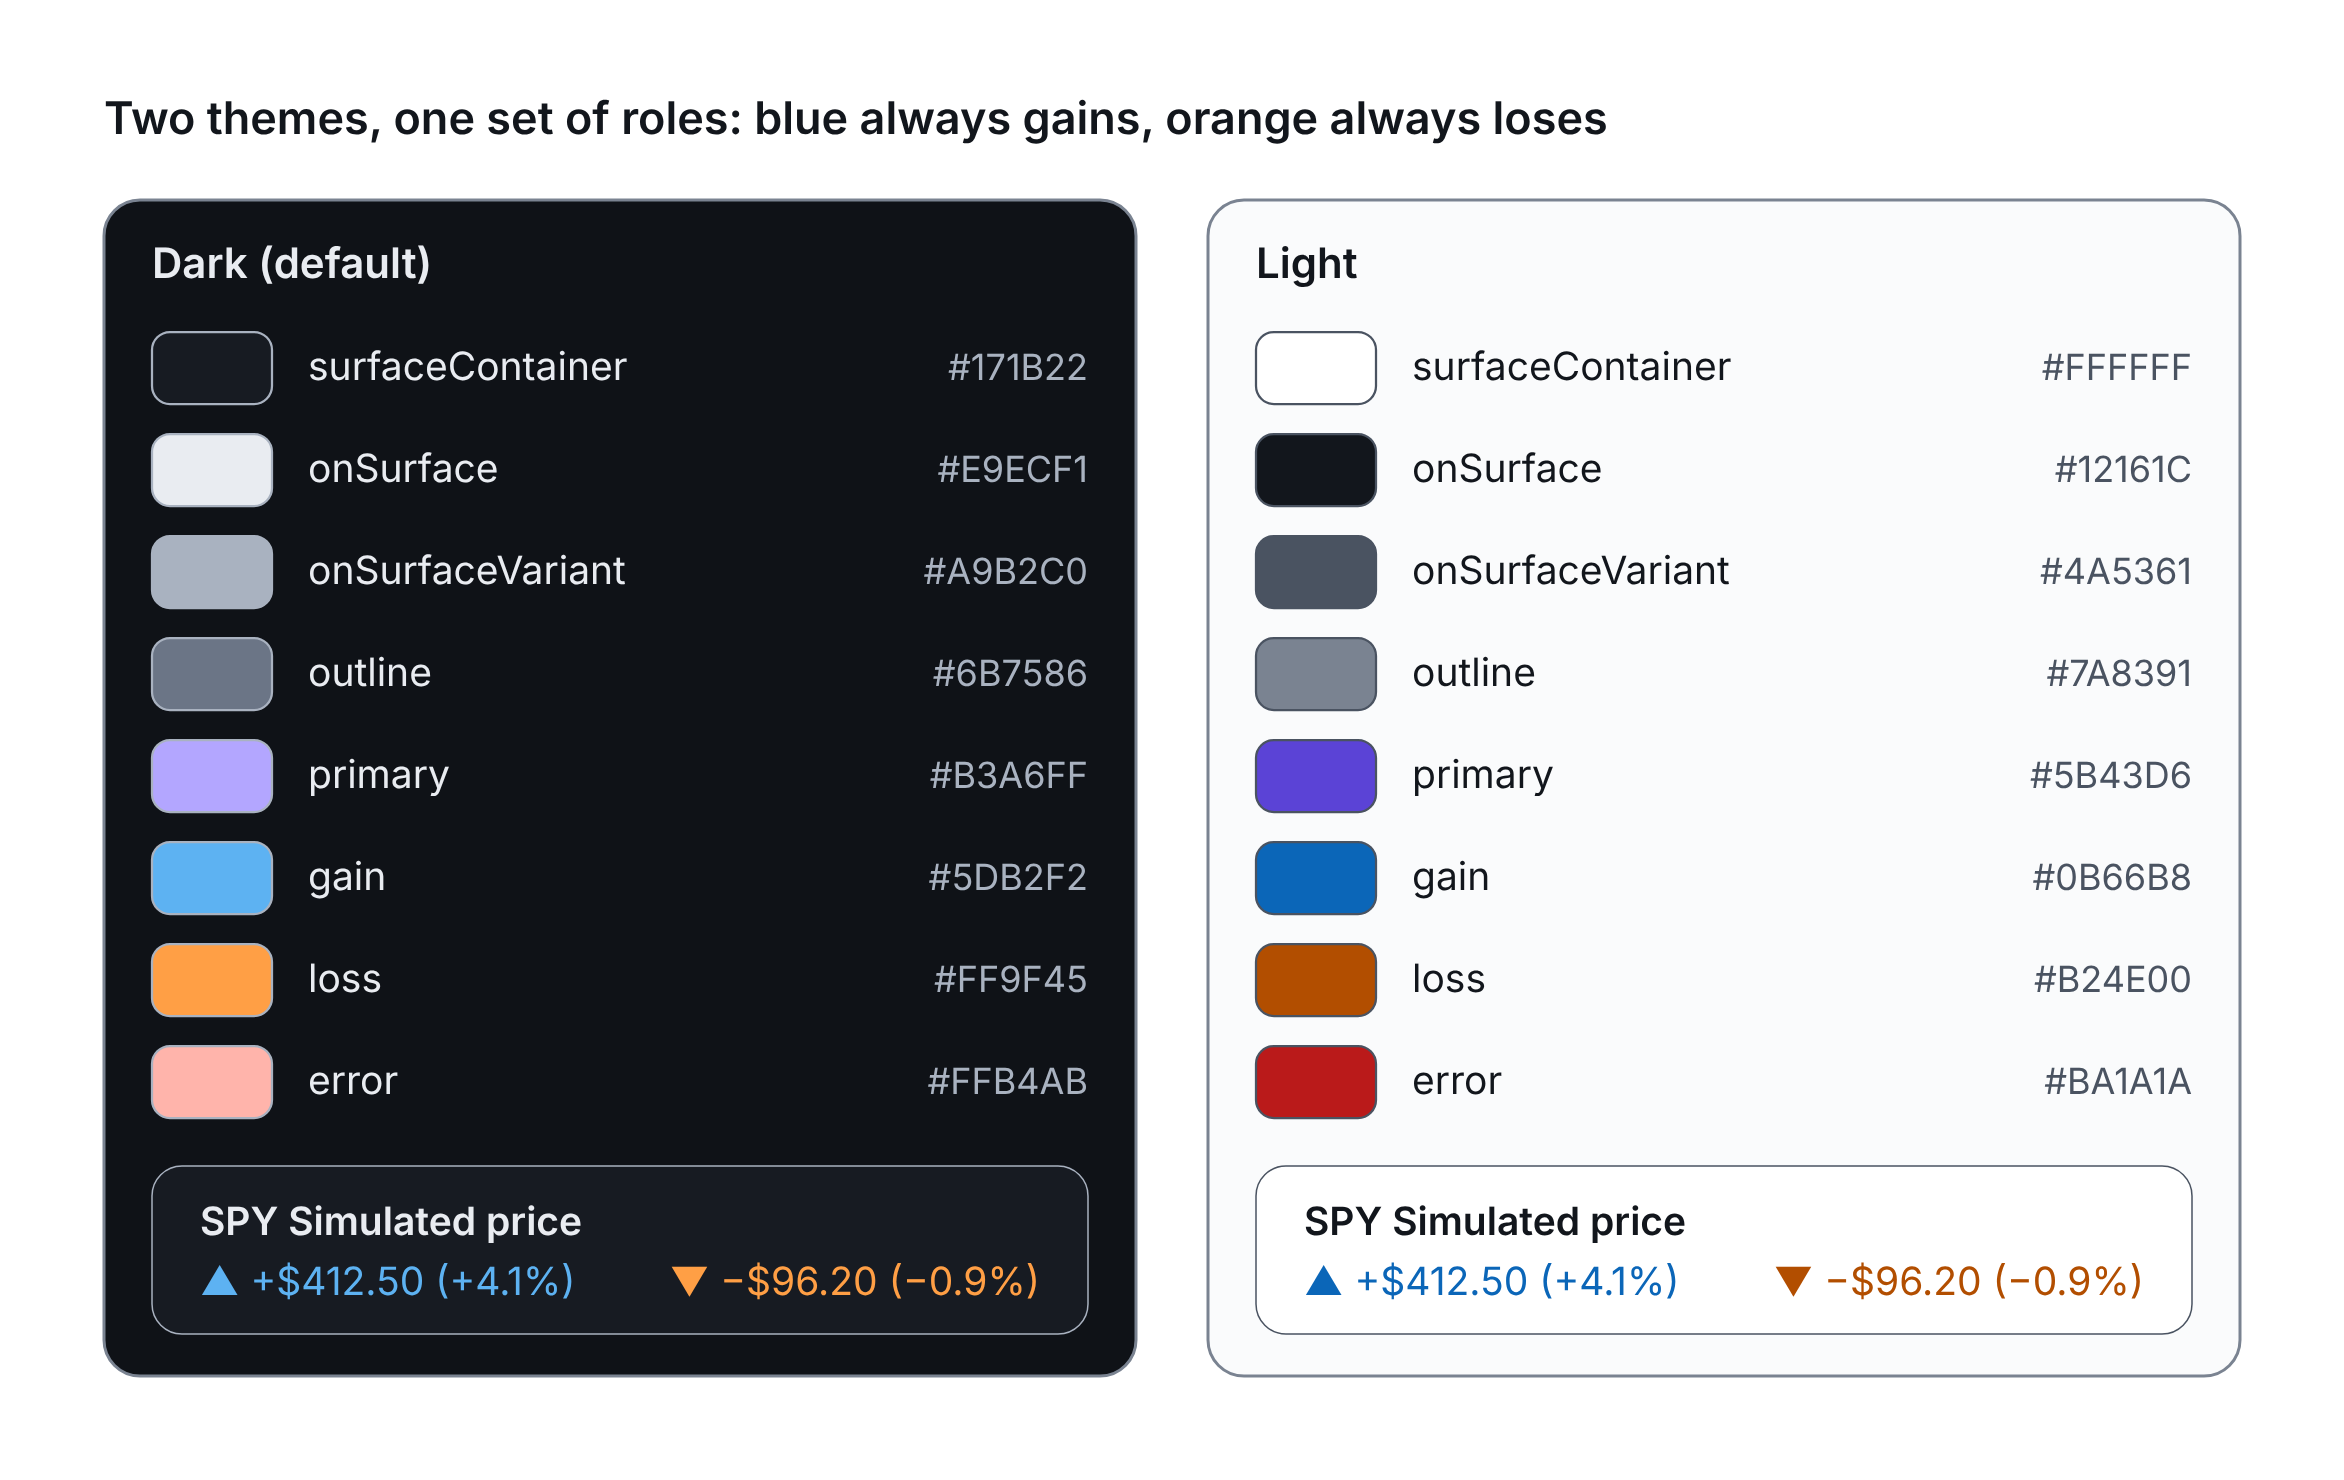 Two themes, one set of roles: blue always gains, orange always loses
Dark (default)
surfaceContainer #171B22
onSurface #E9ECF1
onSurfaceVariant #A9B2C0
outline #6B7586
primary #B3A6FF
gain #5DB2F2
loss #FF9F45
error #FFB4AB
SPY Simulated price
▲ +$412.50 (+4.1%) ▼ −$96.20 (−0.9%)
Light
surfaceContainer #FFFFFF
onSurface #12161C
onSurfaceVariant #4A5361
outline #7A8391
primary #5B43D6
gain #0B66B8
loss #B24E00
error #BA1A1A
SPY Simulated price
▲ +$412.50 (+4.1%) ▼ −$96.20 (−0.9%)